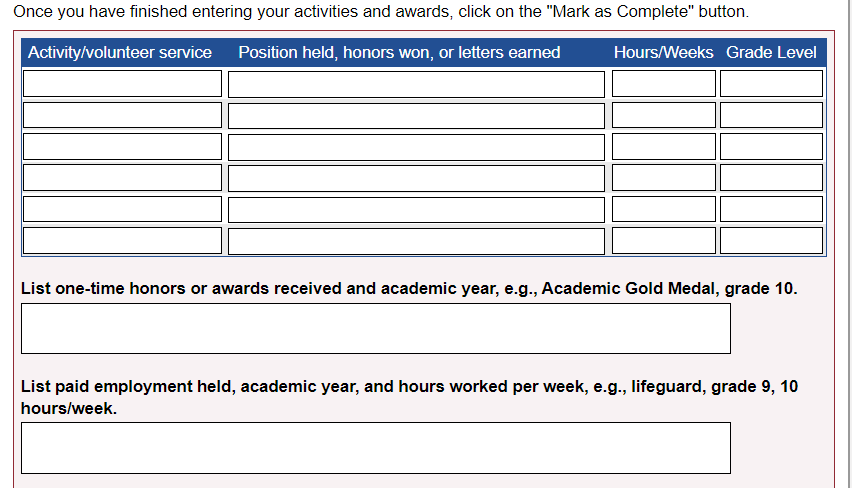 Once you have finished entering your activities and awards, click on the "Mark as Complete" button.
Activity/volunteer service Position held, honors won, or letters earned Hours/Weeks Grade Level
List one-time honors or awards received and academic year, e.g., Academic Gold Medal, grade 10.
List paid employment held, academic year, and hours worked per week, e.g., lifeguard, grade 9, 10
hours/week.